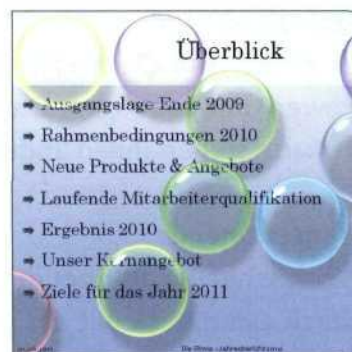 Überblick
➡ Ausgangslage Ende 2009
➡ Rahmenbedingungen 2010
➡ Neue Produkte & Angebote
➡ Laufende Mitarbeiterqualifikation
➡ Ergebnis 2010
➡ Unser Kernangebot
➡ Ziele für das Jahr 2011